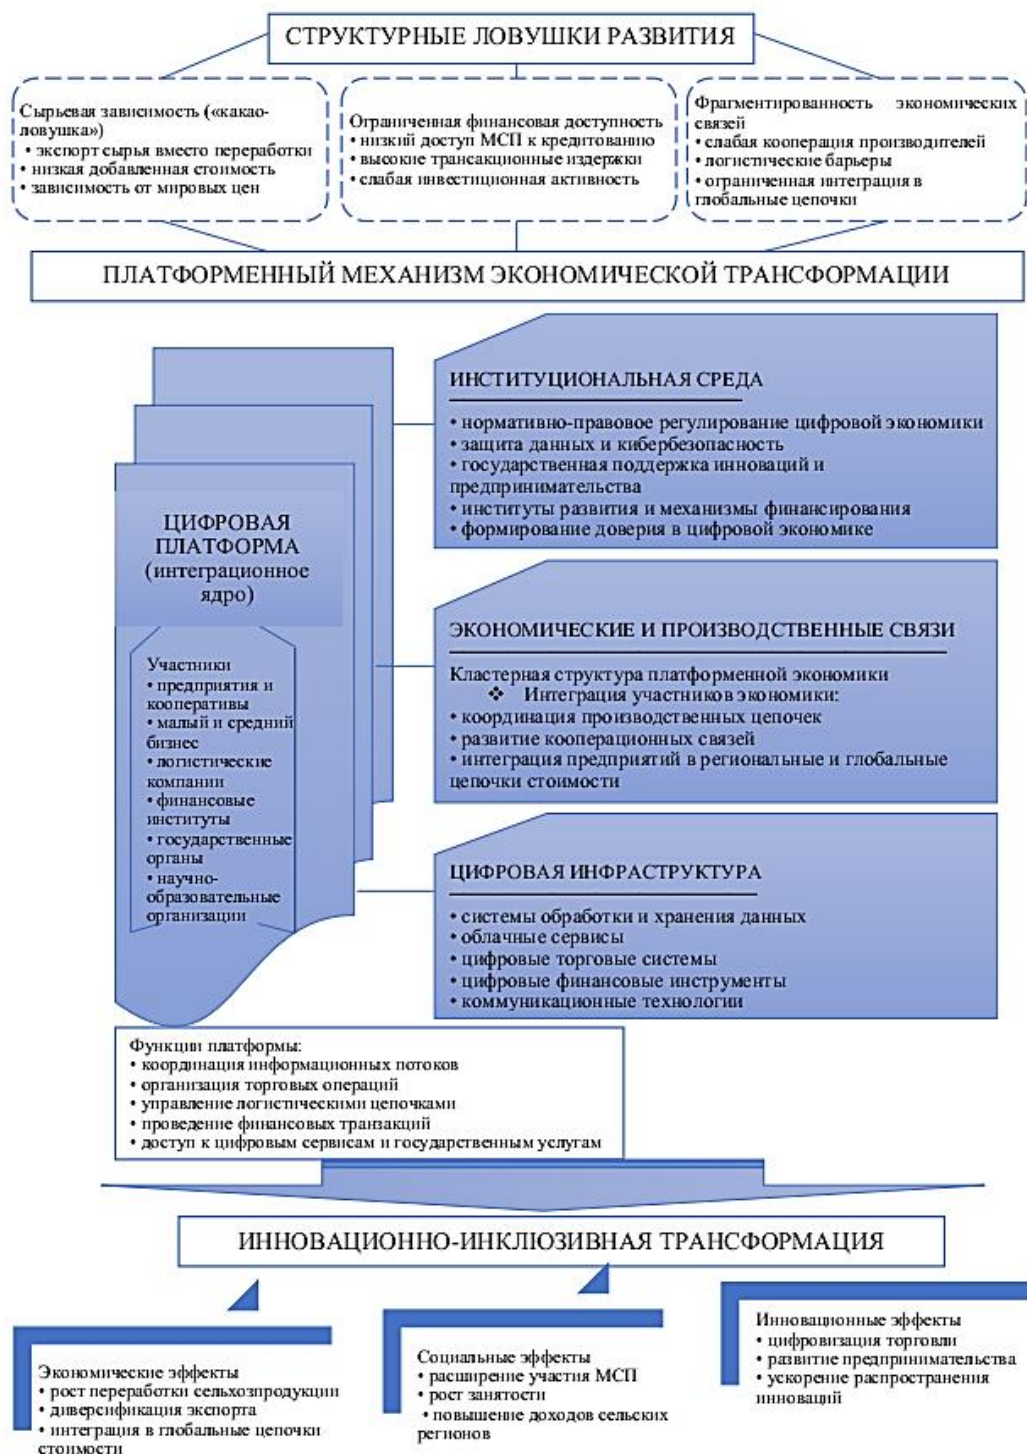 СТРУКТУРНЫЕ ЛОВУШКИ РАЗВИТИЯ
Сырьевая зависимость («какао-
ловушка»)
• экспорт сырья вместо переработки
• низкая добавленная стоимость
• зависимость от мировых цен
Ограниченная финансовая доступность
• низкий доступ МСП к кредитованию
• высокие трансакционные издержки
• слабая инвестиционная активность
Фрагментированность экономических
связей
• слабая кооперация производителей
• логистические барьеры
• ограниченная интеграция в
глобальные цепочки
ПЛАТФОРМЕННЫЙ МЕХАНИЗМ ЭКОНОМИЧЕСКОЙ ТРАНСФОРМАЦИИ
ЦИФРОВАЯ
ПЛАТФОРМА
(интеграционное
ядро)
Участники
• предприятия и
кооперативы
• малый и средний
бизнес
• логистические
компании
• финансовые
институты
• государственные
органы
• научно-
образовательные
организации
ИНСТИТУЦИОНАЛЬНАЯ СРЕДА
• нормативно-правовое регулирование цифровой экономики
• защита данных и кибербезопасность
• государственная поддержка инноваций и
предпринимательства
• институты развития и механизмы финансирования
• формирование доверия в цифровой экономике
ЭКОНОМИЧЕСКИЕ И ПРОИЗВОДСТВЕННЫЕ СВЯЗИ
Кластерная структура платформенной экономики
❖ Интеграция участников экономики:
• координация производственных цепочек
• развитие кооперационных связей
• интеграция предприятий в региональные и глобальные
цепочки стоимости
ЦИФРОВАЯ ИНФРАСТРУКТУРА
• системы обработки и хранения данных
• облачные сервисы
• цифровые торговые системы
• цифровые финансовые инструменты
• коммуникационные технологии
Функции платформы:
• координация информационных потоков
• организация торговых операций
• управление логистическими цепочками
• проведение финансовых транзакций
• доступ к цифровым сервисам и государственным услугам
ИННОВАЦИОННО-ИНКЛЮЗИВНАЯ ТРАНСФОРМАЦИЯ
Экономические эффекты
• рост переработки сельхозпродукции
• диверсификация экспорта
• интеграция в глобальные цепочки
стоимости
Социальные эффекты
• расширение участия МСП
• рост занятости
• повышение доходов сельских
регионов
Инновационные эффекты
• цифровизация торговли
• развитие предпринимательства
• ускорение распространения
инноваций